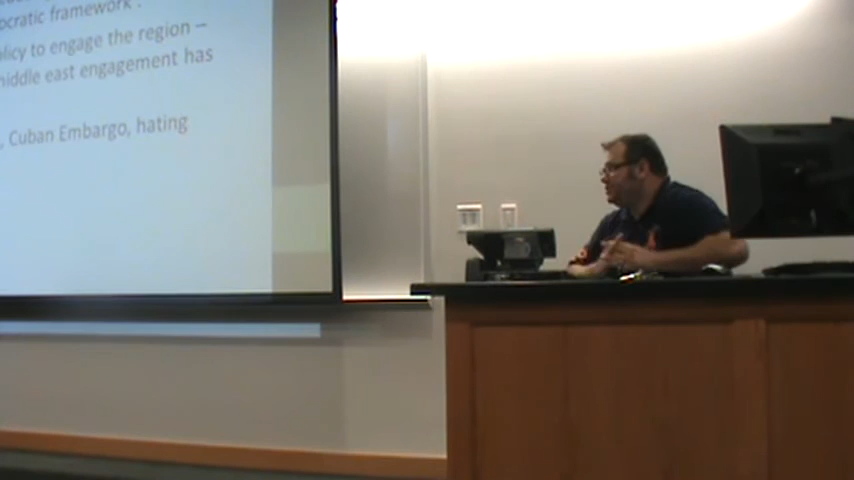 ocratic framework'.
licy to engage the region –
middle east engagement has
, Cuban Embargo, hating